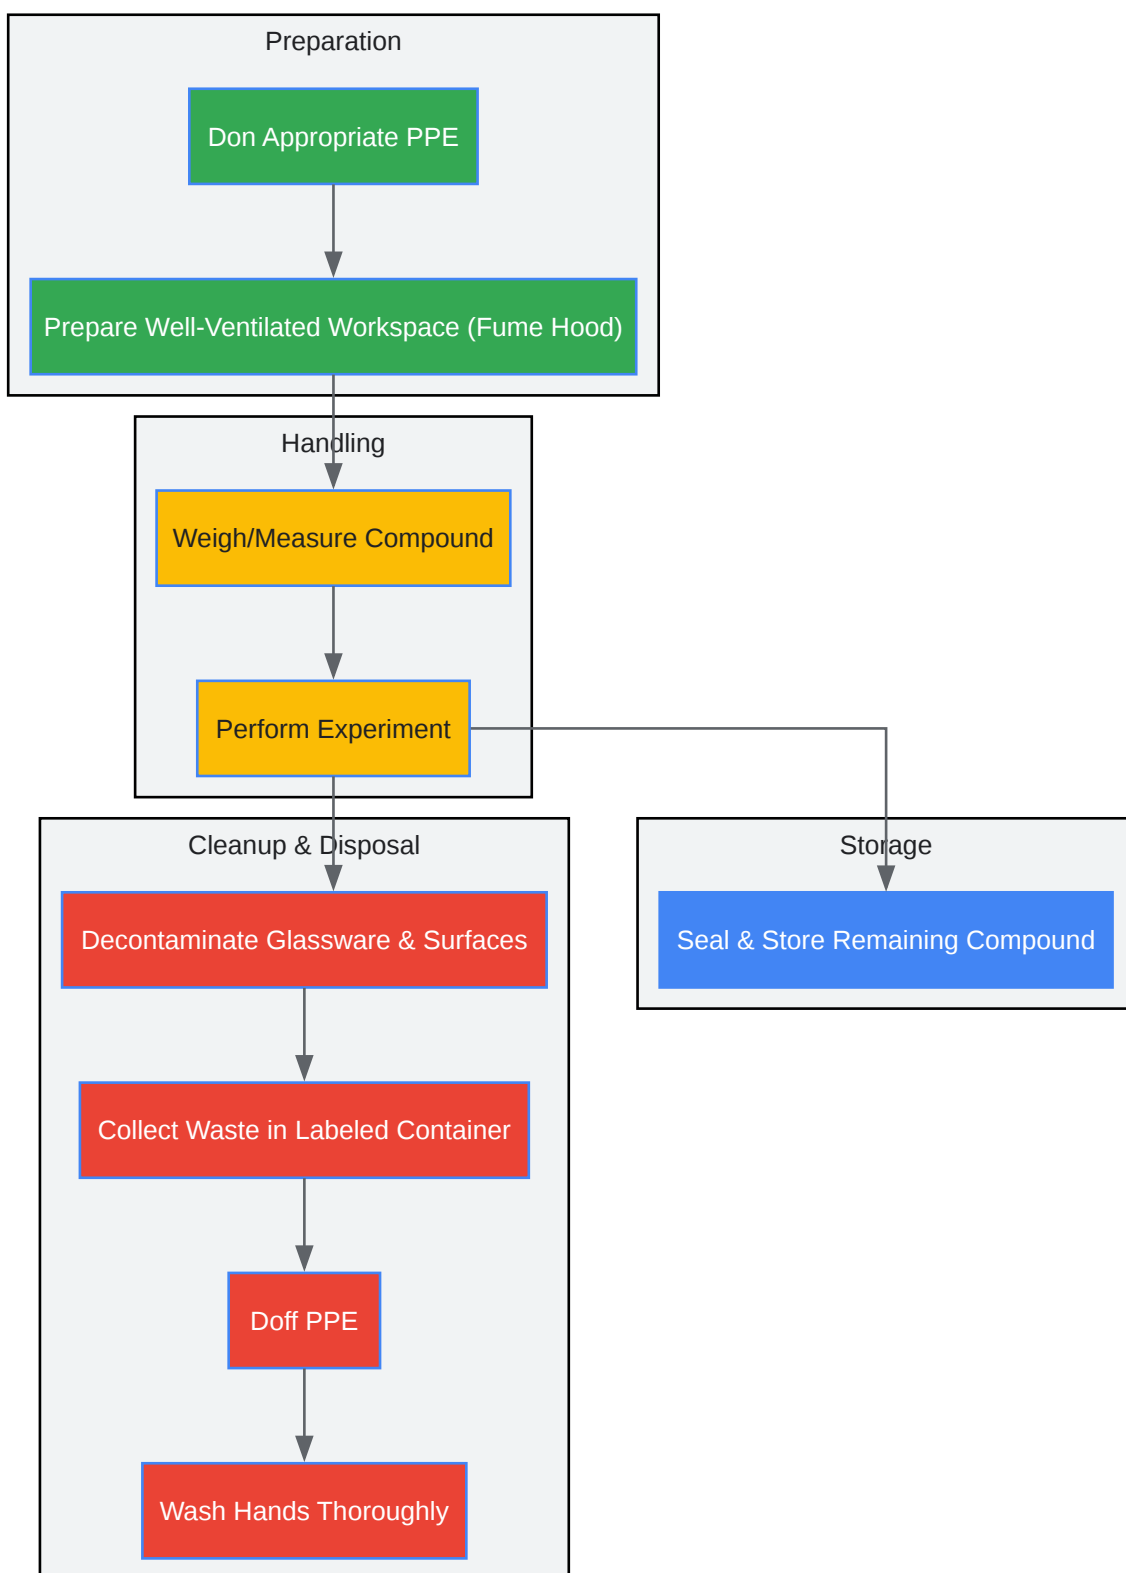 Preparation
Don Appropriate PPE
Prepare Well-Ventilated Workspace (Fume Hood)
Handling
Weigh/Measure Compound
Perform Experiment
Cleanup & Disposal
Storage
Decontaminate Glassware & Surfaces
Seal & Store Remaining Compound
Collect Waste in Labeled Container
Doff PPE
Wash Hands Thoroughly